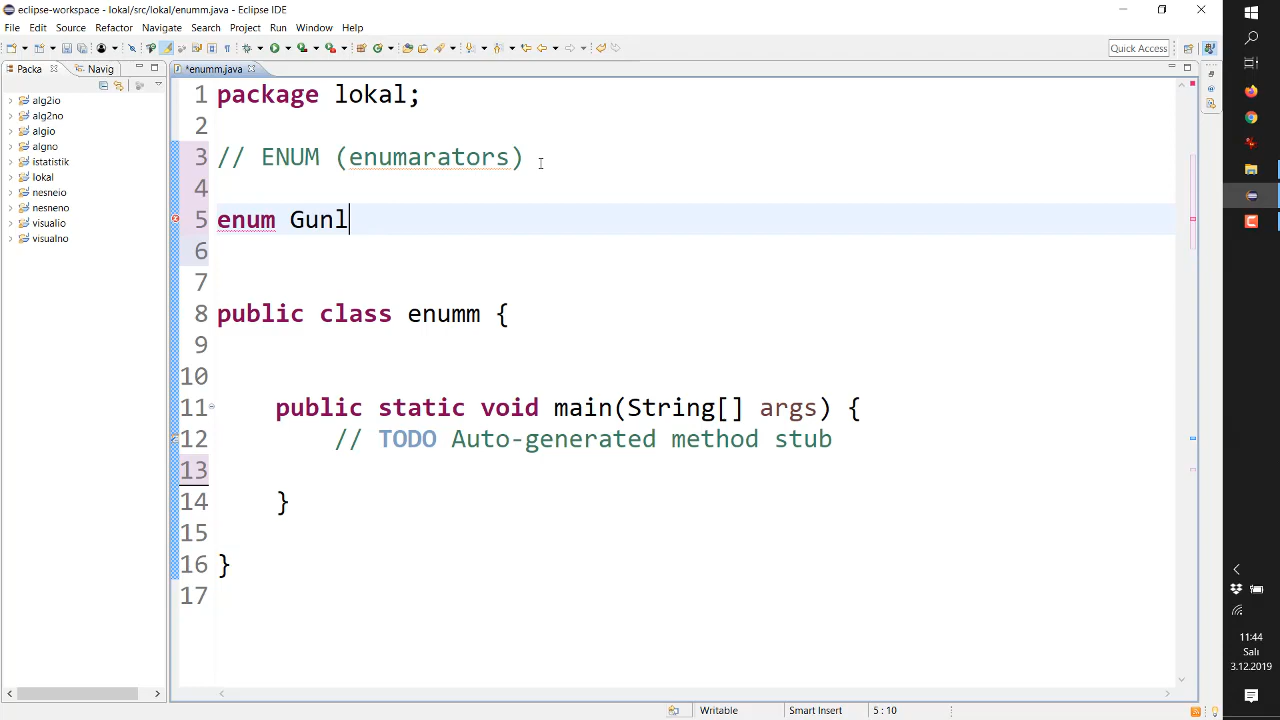 eclipse-workspace - lokal/src/lokal/enumm.java - Eclipse IDE
File Edit Source Refactor Navigate Search Project Run Window Help
Quick Access
Packa Navig *enumm.java
alg2io
alg2no
algio
algno
istatistik
lokal
nesneio
nesneno
visualio
visualno
1 package lokal;
2
3 // ENUM (enumarators)
4
5 enum Gunl
6
7
8 public class enumm {
9
10
11 public static void main(String[] args) {
12 // TODO Auto-generated method stub
13
14 }
15
16 }
17
Writable Smart Insert 5 : 10
11:44
Salı
3.12.2019